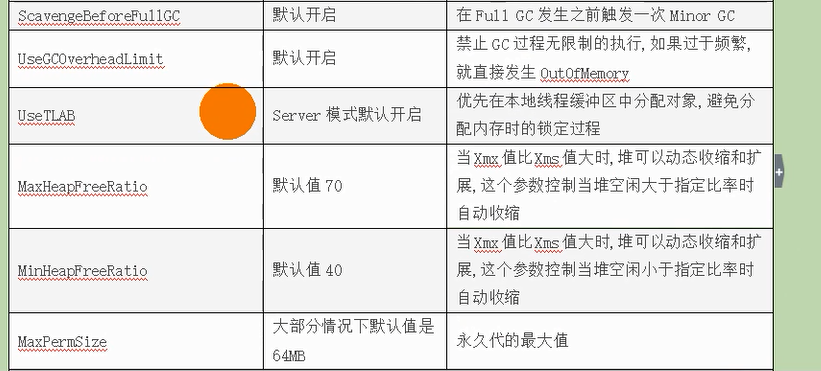 ScavengeBeforeFullGC 默认开启 在 Full GC 发生之前触发一次 Minor GC
UseGCOverheadLimit 默认开启 禁止 GC 过程无限制的执行,如果过于频繁,
就直接发生 OutOfMemory
UseTLAB Server 模式默认开启 优先在本地线程缓冲区中分配对象,避免分
配内存时的锁定过程
MaxHeapFreeRatio 默认值 70 当 Xmx 值比 Xms 值大时,堆可以动态收缩和扩
展,这个参数控制当堆空闲大于指定比率时
自动收缩
MinHeapFreeRatio 默认值 40 当 Xmx 值比 Xms 值大时,堆可以动态收缩和扩
展,这个参数控制当堆空闲小于指定比率时
自动收缩
MaxPermSize 大部分情况下默认值是
64MB 永久代的最大值